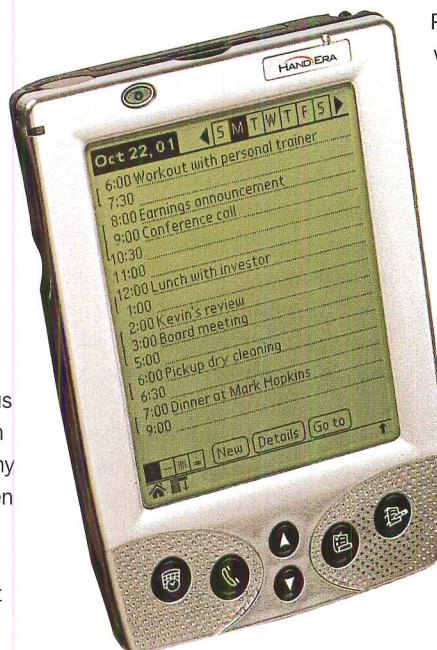 HANDERA
Oct 22, 01 S M T W T F S
6:00 Workout with personal trainer
7:30
8:00 Earnings announcement
9:00 Conference call
10:30
11:00
12:00 Lunch with investor
1:00
2:00 Kevin's review
3:00 Board meeting
5:00
6:00 Pickup dry cleaning
6:30
7:00 Dinner at Mark Hopkins
9:00
New Details Go to